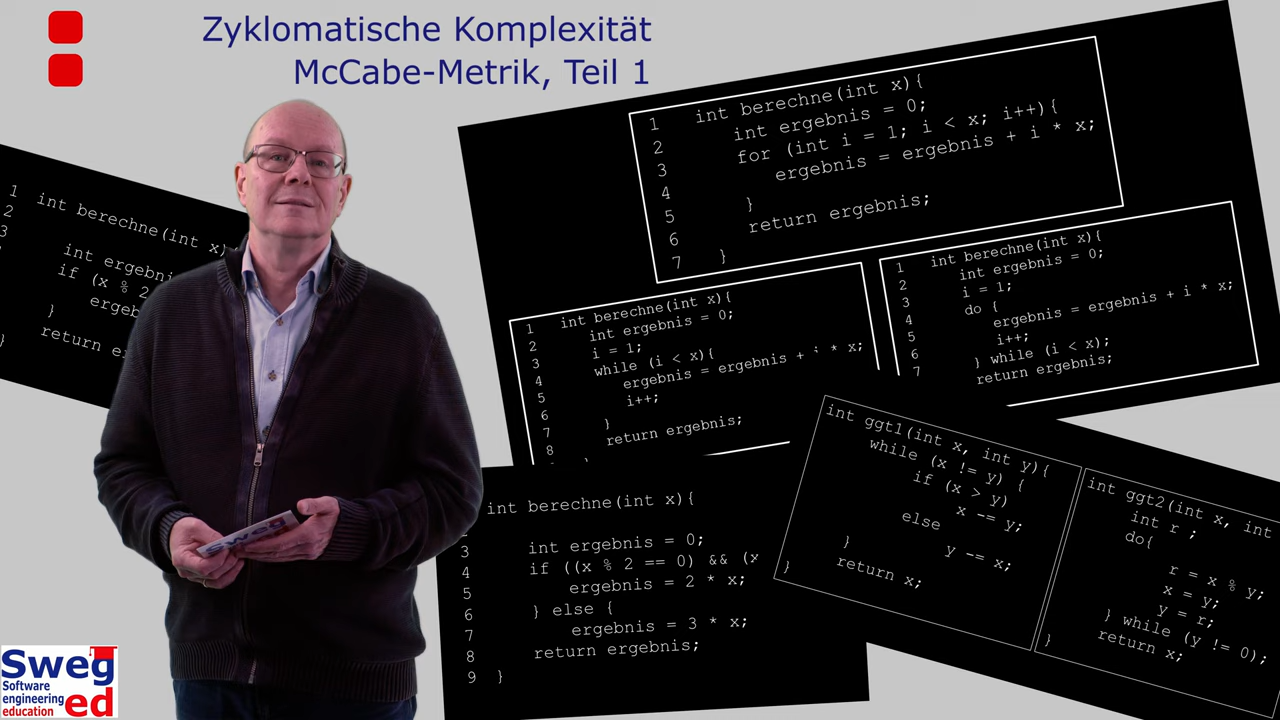 Zyklomatische Komplexität
McCabe-Metrik, Teil 1
1 int berechne(int x){
2 int ergebnis = 0;
3 for (int i = 1; i < x; i++){
4 ergebnis = ergebnis + i * x;
5 }
6 return ergebnis;
7 }
1 int berechne(int x)
2
3 int
if (x % 2
}
return
}
1 int berechne(int x){
2 int ergebnis = 0;
3 i = 1;
4 while (i < x){
5 ergebnis = ergebnis + i * x;
6 i++;
7 }
8 return ergebnis;
1 int berechne(int x){
2 int ergebnis = 0;
3 i = 1;
4 do {
5 ergebnis = ergebnis + i * x;
6 i++;
7 } while (i < x);
return ergebnis;
int berechne(int x){
3 int ergebnis = 0;
4 if ((x % 2 == 0) && (x
5 ergebnis = 2 * x;
6 } else {
7 ergebnis = 3 * x;
8 return ergebnis;
9 }
int ggt1(int x, int y){
while (x != y) {
if (x > y)
x -= y;
else
y -= x;
}
return x;
}
int ggt2(int x, int
int r ;
do{
r = x % y;
x = y;
y = r;
} while (y != 0);
return x;
}
Sweg
Software
engineering
education
ed